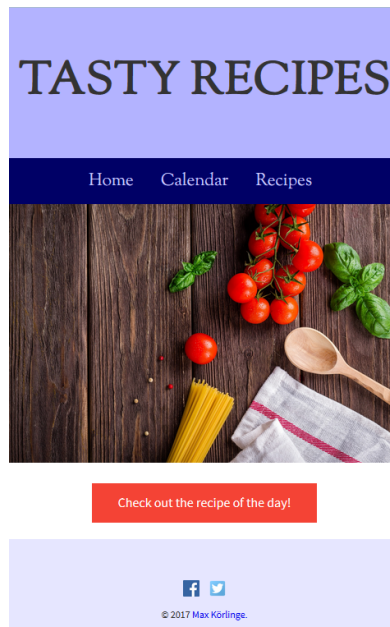 TASTY RECIPES
Home Calendar Recipes
Check out the recipe of the day!
© 2017 Max Körlinge.